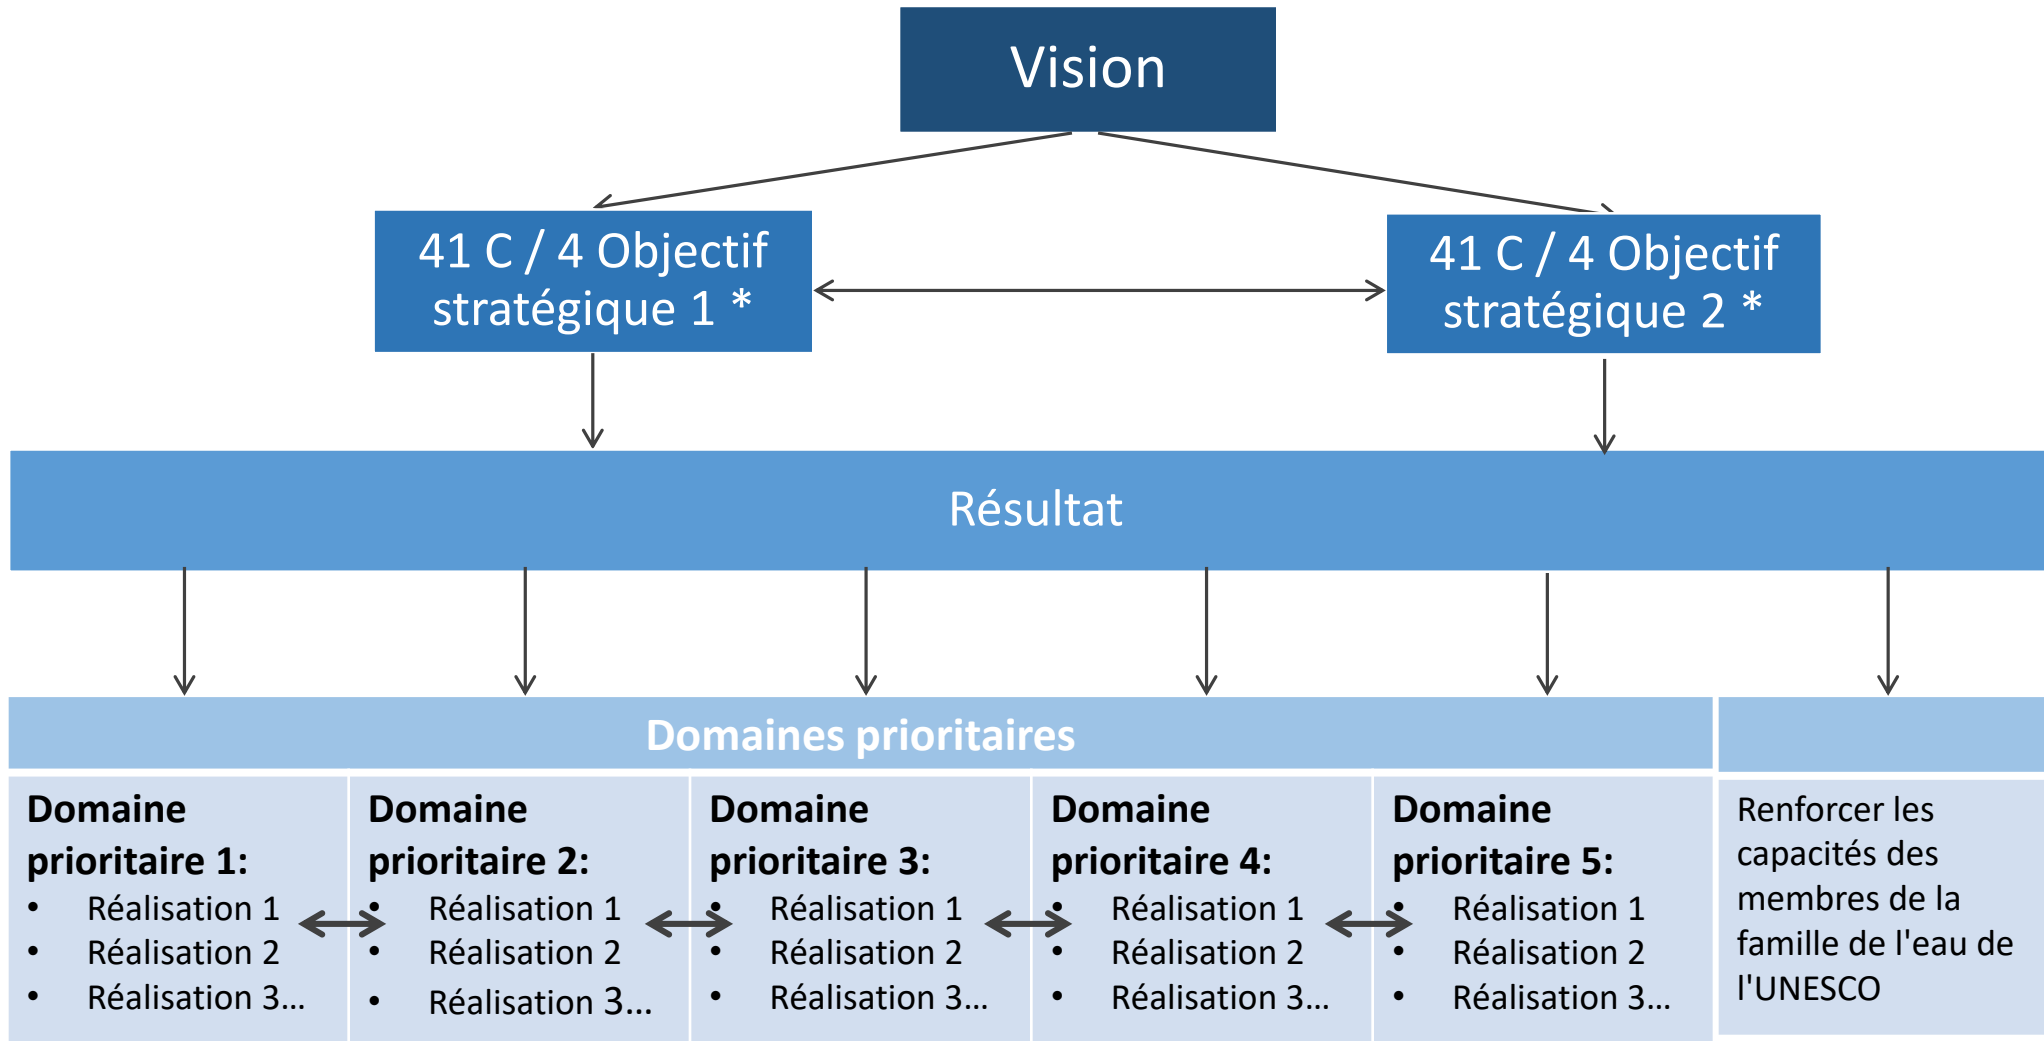 Vision
41 C / 4 Objectif
stratégique 1 *
41 C / 4 Objectif
stratégique 2 *
Résultat
Domaines prioritaires
Domaine
prioritaire 1:
• Réalisation 1
• Réalisation 2
• Réalisation 3...
Domaine
prioritaire 2:
• Réalisation 1
• Réalisation 2
• Réalisation 3...
Domaine
prioritaire 3:
• Réalisation 1
• Réalisation 2
• Réalisation 3...
Domaine
prioritaire 4:
• Réalisation 1
• Réalisation 2
• Réalisation 3...
Domaine
prioritaire 5:
• Réalisation 1
• Réalisation 2
• Réalisation 3...
Renforcer les
capacités des
membres de la
famille de l'eau de
l'UNESCO